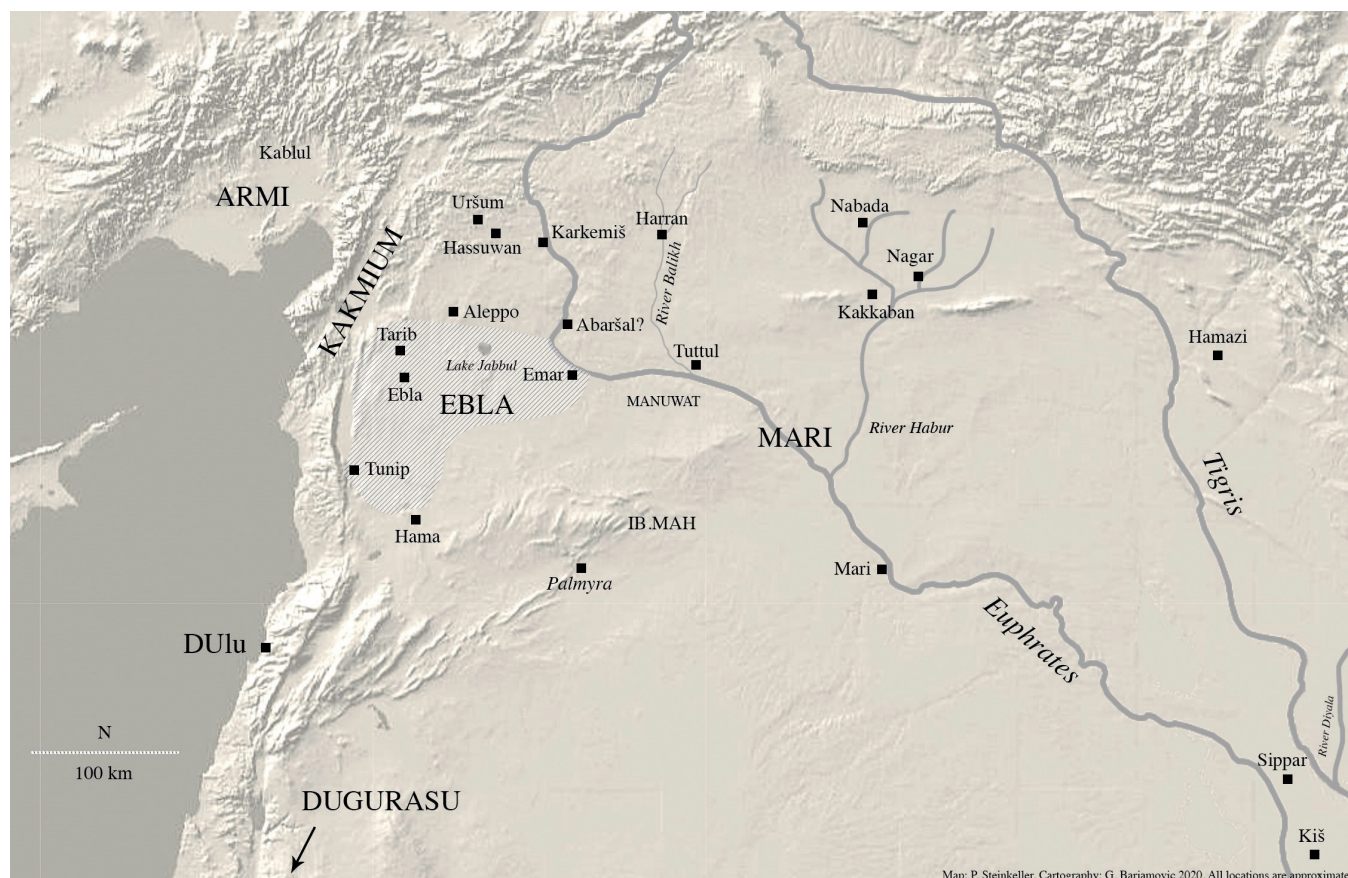 Kablul
ARMI
Uršum
Hassuwan
Karkemiš
Harran
River Balikh
Nabada
Nagar
Kakkaban
KAKMIUM
Aleppo
Abaršal?
Tarib
Lake Jabbul
Ebla
EBLA
Emar
Tuttul
MANUWAT
MARI
River Habur
Hamazi
Tigris
Tunip
Hama
IB.MAH
Palmyra
Mari
Euphrates
DUlu
N
100 km
DUGURASU
River Diyala
Sippar
Kiš
Map: P. Steinkeller. Cartography: G. Barjamovic 2020. All locations are approximate